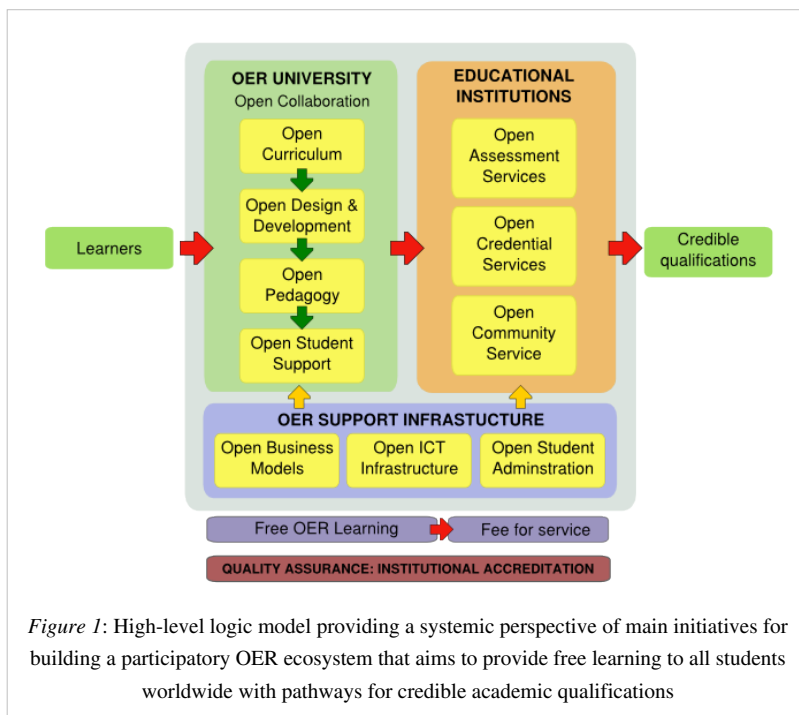 OER UNIVERSITY
Open Collaboration
Open
Curriculum
Open Design &
Development
Open
Pedagogy
Open Student
Support
EDUCATIONAL
INSTITUTIONS
Open
Assessment
Services
Open
Credential
Services
Open
Community
Service
Learners
Credible
qualifications
OER SUPPORT INFRASTUCTURE
Open Business
Models
Open ICT
Infrastructure
Open Student
Adminstration
Free OER Learning
Fee for service
QUALITY ASSURANCE: INSTITUTIONAL ACCREDITATION
Figure 1: High-level logic model providing a systemic perspective of main initiatives for
building a participatory OER ecosystem that aims to provide free learning to all students
worldwide with pathways for credible academic qualifications